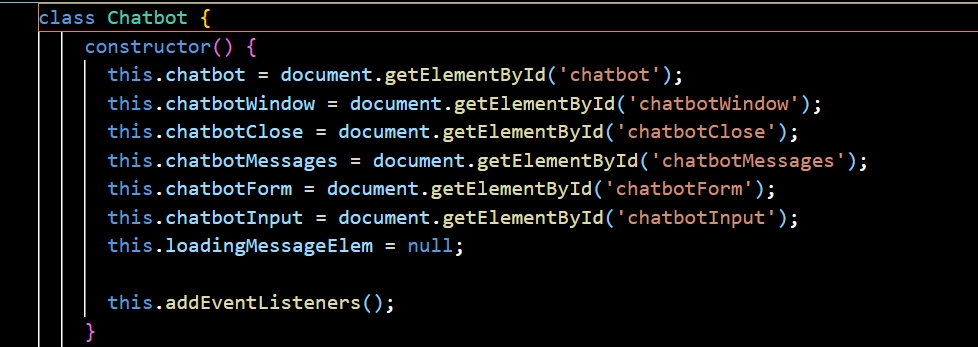 class Chatbot {
constructor() {
this.chatbot = document.getElementById('chatbot');
this.chatbotWindow = document.getElementById('chatbotWindow');
this.chatbotClose = document.getElementById('chatbotClose');
this.chatbotMessages = document.getElementById('chatbotMessages');
this.chatbotForm = document.getElementById('chatbotForm');
this.chatbotInput = document.getElementById('chatbotInput');
this.loadingMessageElem = null;
this.addEventListeners();
}